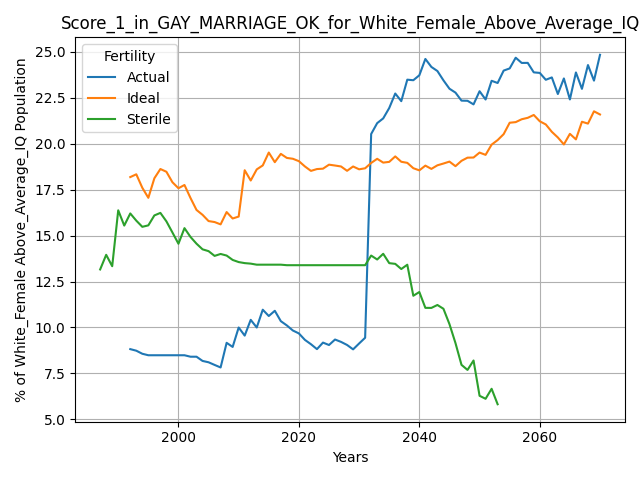 Score_1_in_GAY_MARRIAGE_OK_for_White_Female_Above_Average_IQ
% of White_Female Above_Average_IQ Population
25.0
22.5
20.0
17.5
15.0
12.5
10.0
7.5
5.0
Fertility
Actual
Ideal
Sterile
2000
2020
2040
2060
Years